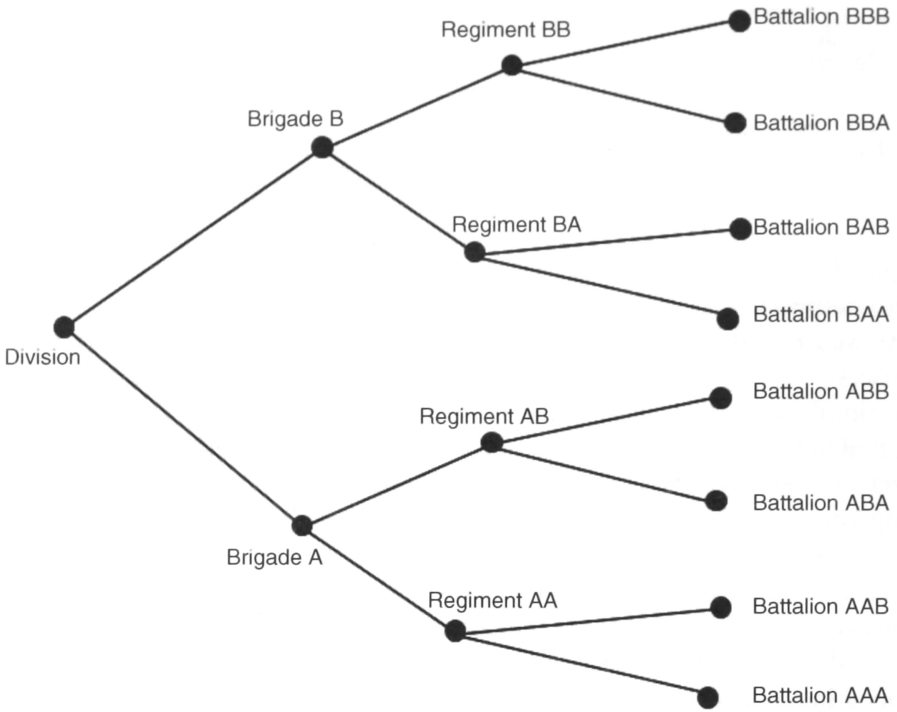 Battalion BBB
Regiment BB
Brigade B
Battalion BBA
Regiment BA
Battalion BAB
Battalion BAA
Division
Battalion ABB
Regiment AB
Battalion ABA
Brigade A
Regiment AA
Battalion AAB
Battalion AAA